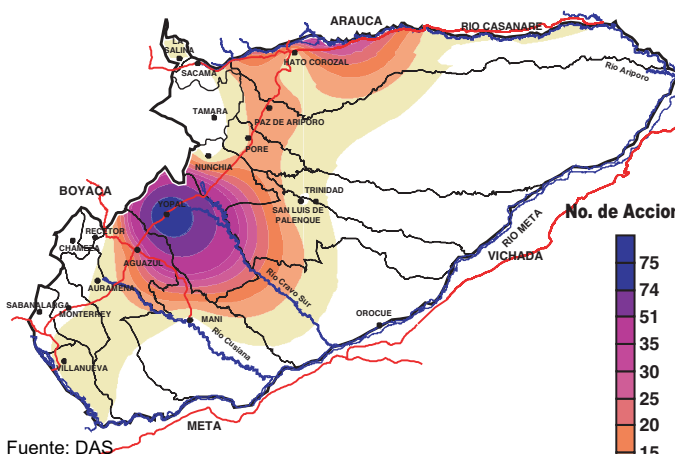 ARAUCA
RIO CASANARE
LA
SALINA
HATO COROZAL
SACAMA
Rio Ariporo
TAMARA
PAZ DE ARIPORO
PORE
NUNCHIA
BOYACA
TRINIDAD
YOPAL
SAN LUIS DE
PALENQUE
No. de Accion
RIO META
RECETOR
CHAMEZA
VICHADA
75
AGUAZUL
Rio Cravo Sur
74
AURAMENA
51
SABANALARGA
MONTERREY
MANI
OROCUE
35
Rio Cusiana
30
VILLANUEVA
25
20
META
Fuente: DAS
15